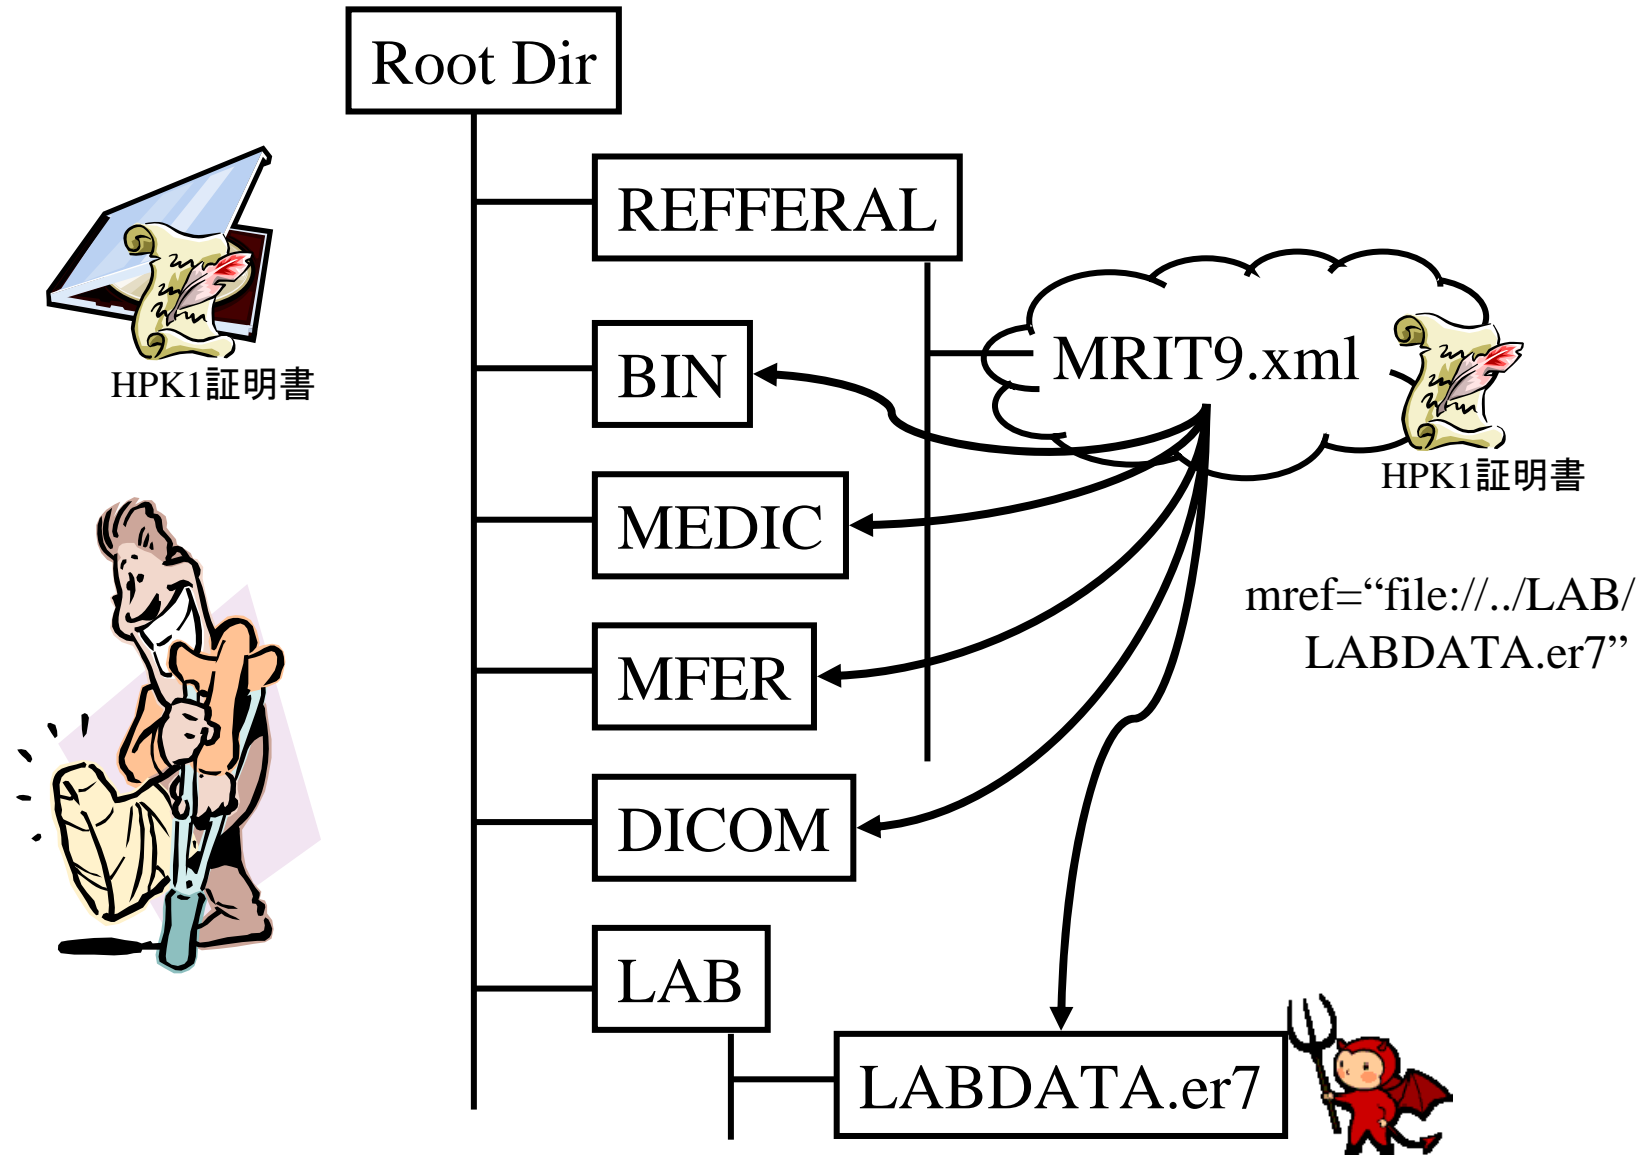 Root Dir
REFFERAL
MRIT9.xml
BIN
HPK1証明書
HPK1証明書
MEDIC
mref=“file://../LAB/
LABDATA.er7”
MFER
DICOM
LAB
LABDATA.er7